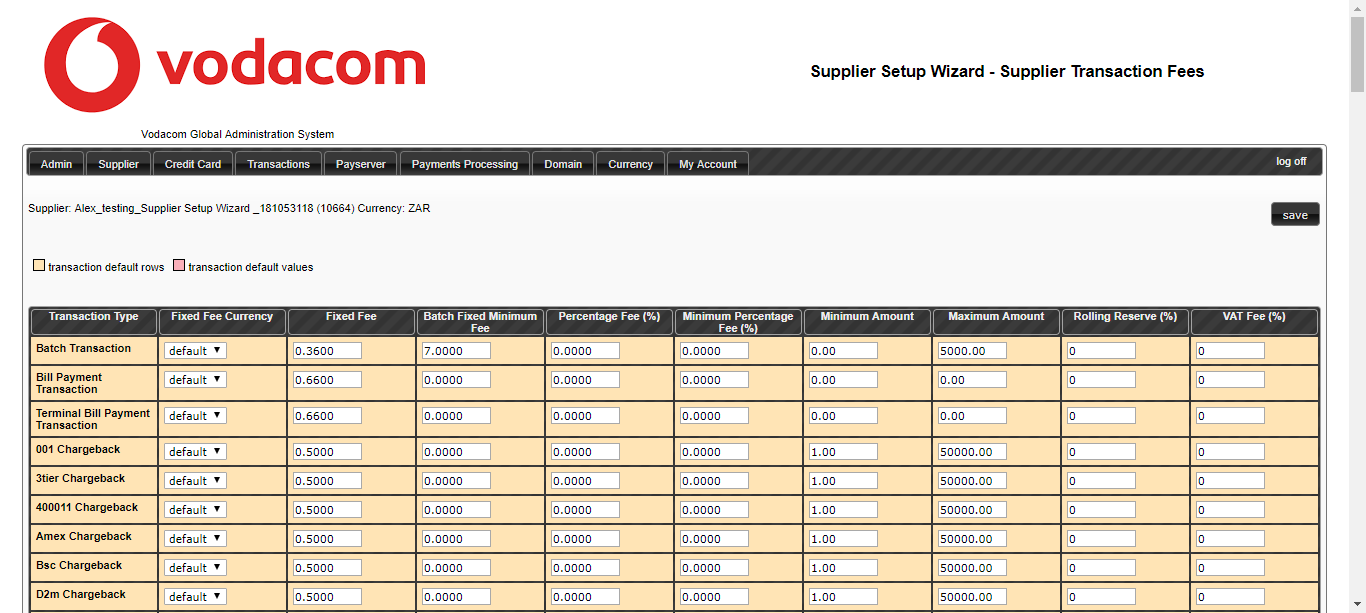 vodacom
Supplier Setup Wizard - Supplier Transaction Fees
Vodacom Global Administration System
Admin Supplier Credit Card Transactions Payserver Payments Processing Domain Currency My Account log off
Supplier: Alex_testing_Supplier Setup Wizard _181053118 (10664) Currency: ZAR
save
transaction default rows transaction default values
Transaction Type Fixed Fee Currency Fixed Fee Batch Fixed Minimum Percentage Fee (%) Minimum Percentage Minimum Amount Maximum Amount Rolling Reserve (%) VAT Fee (%)
Fee Fee (%)
Batch Transaction default 0.3600 7.0000 0.0000 0.0000 0.00 5000.00 0 0
Bill Payment
Transaction default 0.6600 0.0000 0.0000 0.0000 0.00 0.00 0 0
Terminal Bill Payment
Transaction default 0.6600 0.0000 0.0000 0.0000 0.00 0.00 0 0
001 Chargeback default 0.5000 0.0000 0.0000 0.0000 1.00 50000.00 0 0
3tier Chargeback default 0.5000 0.0000 0.0000 0.0000 1.00 50000.00 0 0
400011 Chargeback default 0.5000 0.0000 0.0000 0.0000 1.00 50000.00 0 0
Amex Chargeback default 0.5000 0.0000 0.0000 0.0000 1.00 50000.00 0 0
Bsc Chargeback default 0.5000 0.0000 0.0000 0.0000 1.00 50000.00 0 0
D2m Chargeback default 0.5000 0.0000 0.0000 0.0000 1.00 50000.00 0 0